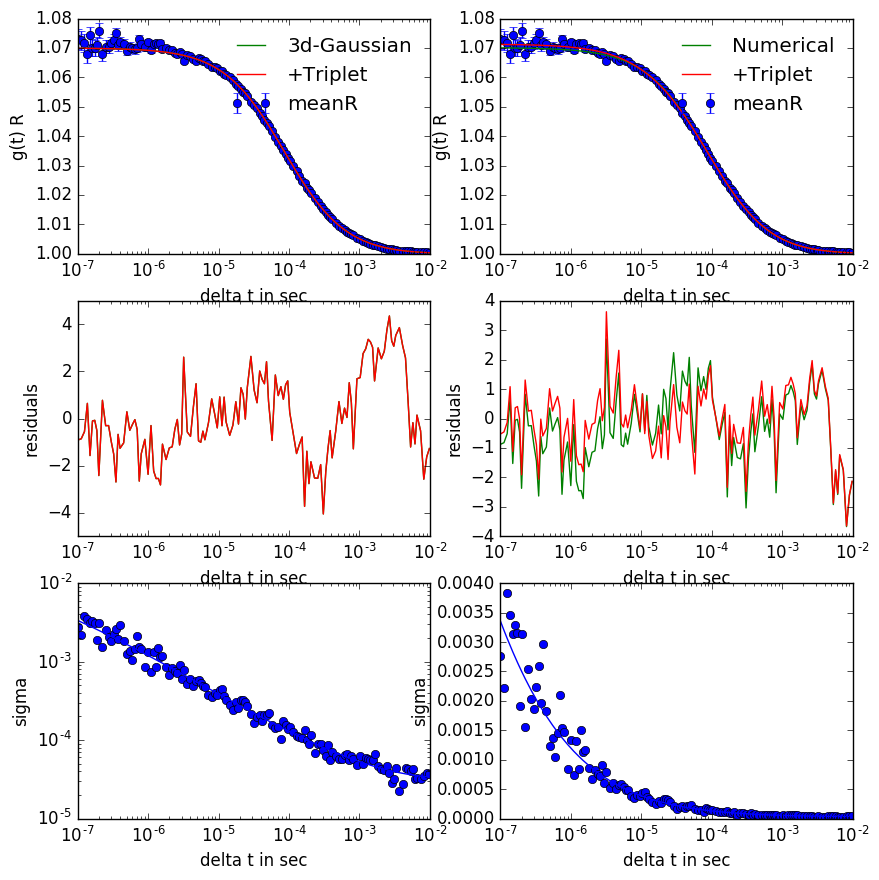 1.08
1.07
1.06
1.05
1.04
1.03
1.02
1.01
1.00
g(t) R
3d-Gaussian
+Triplet
meanR
10^-7 10^-6 10^-5 10^-4 10^-3 10^-2
delta t in sec
1.08
1.07
1.06
1.05
1.04
1.03
1.02
1.01
1.00
g(t) R
Numerical
+Triplet
meanR
10^-7 10^-6 10^-5 10^-4 10^-3 10^-2
delta t in sec
4
2
0
−2
−4
residuals
10^-7 10^-6 10^-5 10^-4 10^-3 10^-2
delta t in sec
4
3
2
1
0
−1
−2
−3
−4
residuals
10^-7 10^-6 10^-5 10^-4 10^-3 10^-2
delta t in sec
10^-2
10^-3
10^-4
10^-5
sigma
10^-7 10^-6 10^-5 10^-4 10^-3 10^-2
delta t in sec
0.0040
0.0035
0.0030
0.0025
0.0020
0.0015
0.0010
0.0005
0.0000
sigma
10^-7 10^-6 10^-5 10^-4 10^-3 10^-2
delta t in sec